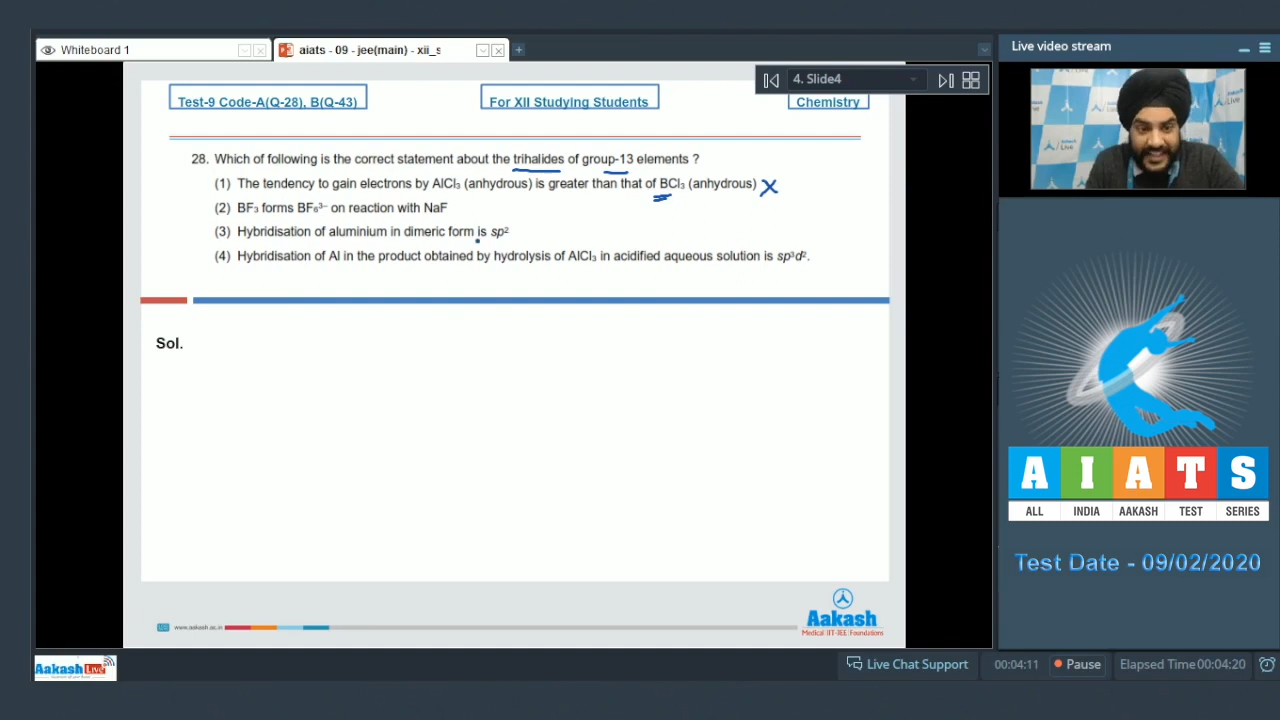 Whiteboard 1
aiats - 09 - jee(main) - xii_s
Live video stream
4. Slide4
Test-9 Code-A(Q-28), B(Q-43)
For XII Studying Students
Chemistry
28. Which of following is the correct statement about the trihalides of group-13 elements ?
(1) The tendency to gain electrons by AlCl₃ (anhydrous) is greater than that of BCl₃ (anhydrous)
(2) BF₃ forms BF₆³⁻ on reaction with NaF
(3) Hybridisation of aluminium in dimeric form is sp²
(4) Hybridisation of Al in the product obtained by hydrolysis of AlCl₃ in acidified aqueous solution is sp³d².
Sol.
A I A T S
ALL INDIA AAKASH TEST SERIES
Test Date - 09/02/2020
www.aakash.ac.in
Aakash
Medical|IIT-JEE|Foundations
Aakash Live
Live Chat Support
00:04:11
Pause
Elapsed Time 00:04:20